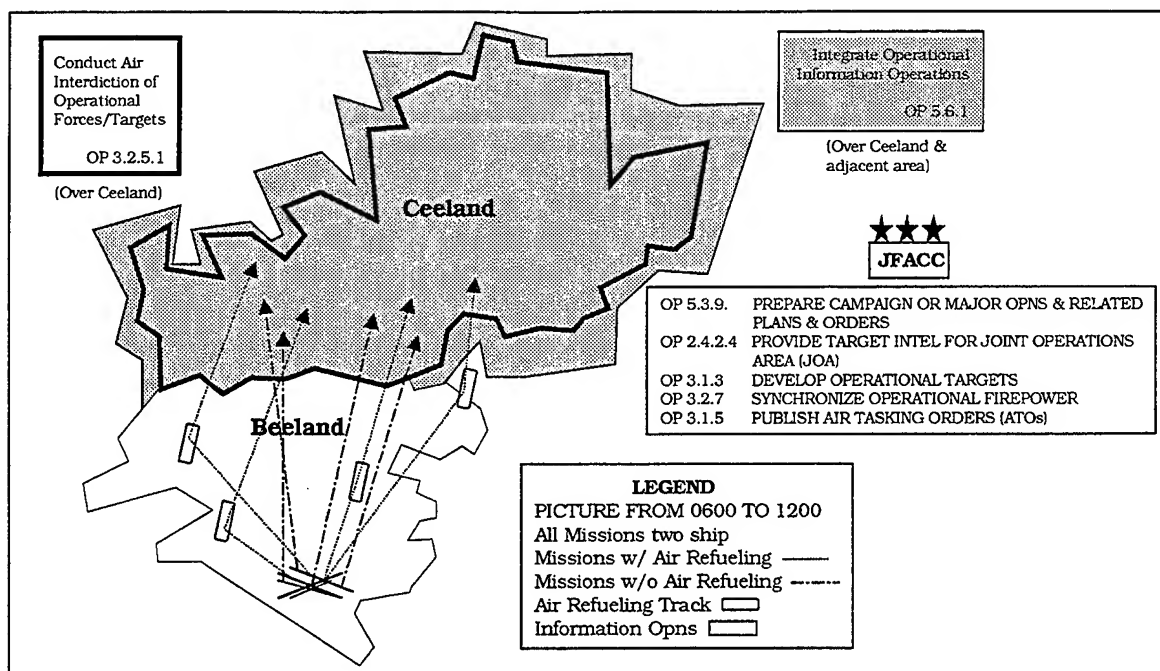 Conduct Air
Interdiction of
Operational
Forces/Targets
OP 3.2.5.1
(Over Ceeland)
Integrate Operational
Information Operations
OP 5.6.1
(Over Ceeland &
adjacent area)
Ceeland
JFACC
OP 5.3.9. PREPARE CAMPAIGN OR MAJOR OPNS & RELATED
PLANS & ORDERS
OP 2.4.2.4 PROVIDE TARGET INTEL FOR JOINT OPERATIONS
AREA (JOA)
OP 3.1.3 DEVELOP OPERATIONAL TARGETS
OP 3.2.7 SYNCHRONIZE OPERATIONAL FIREPOWER
OP 3.1.5 PUBLISH AIR TASKING ORDERS (ATOs)
Beeland
LEGEND
PICTURE FROM 0600 TO 1200
All Missions two ship
Missions w/ Air Refueling
Missions w/o Air Refueling
Air Refueling Track
Information Opns